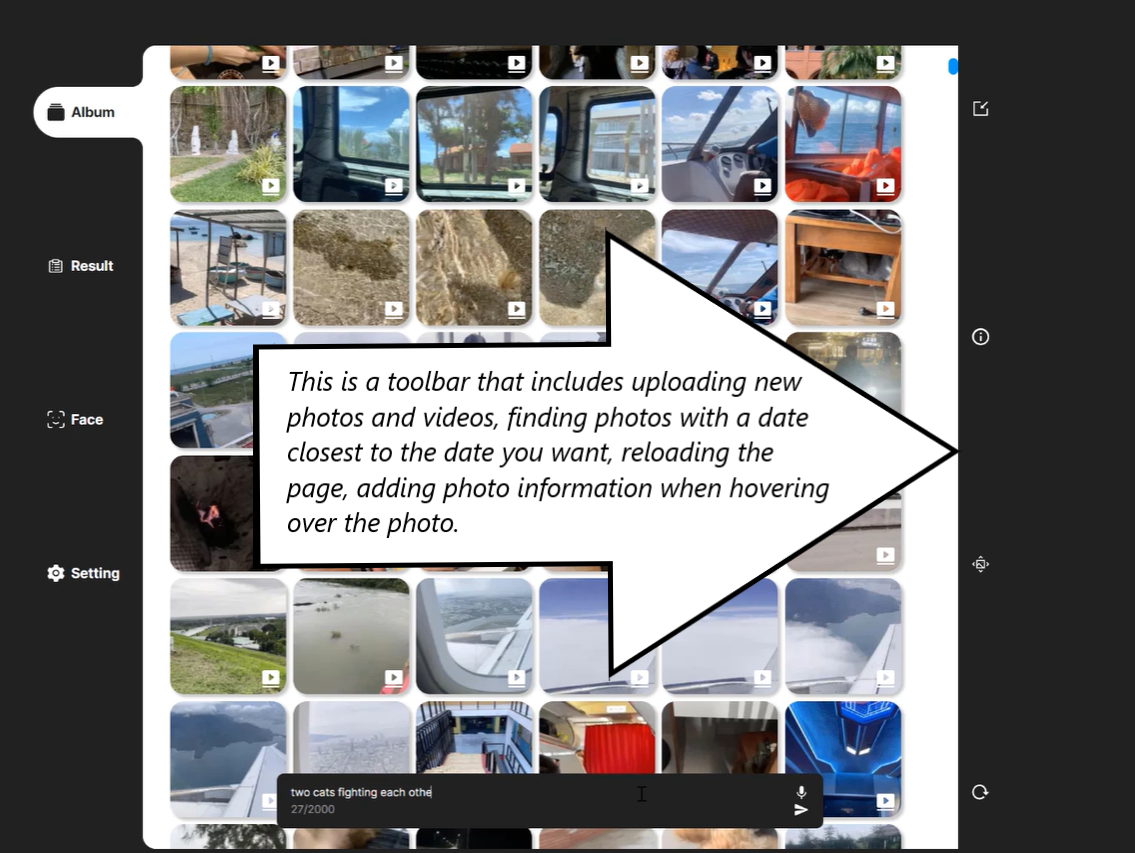 Album
Result
Face
Setting
This is a toolbar that includes uploading new
photos and videos, finding photos with a date
closest to the date you want, reloading the
page, adding photo information when hovering
over the photo.
two cats fighting each othe
27/2000